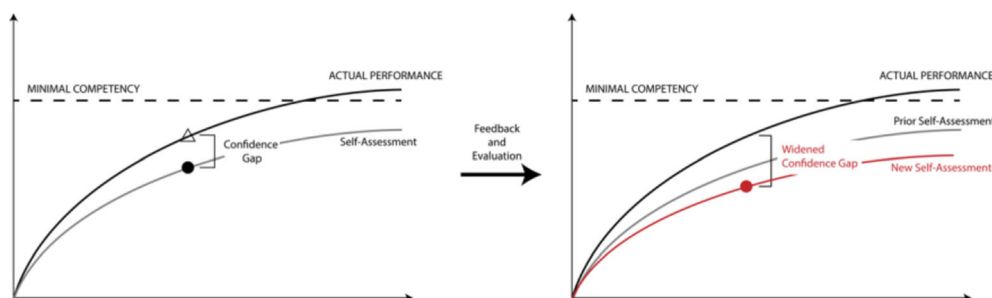 ACTUAL PERFORMANCE
MINIMAL COMPETENCY
Confidence
Gap
Self-Assessment
Feedback
and
Evaluation
ACTUAL PERFORMANCE
MINIMAL COMPETENCY
Prior Self-Assessment
Widened
Confidence Gap
New Self-Assessment